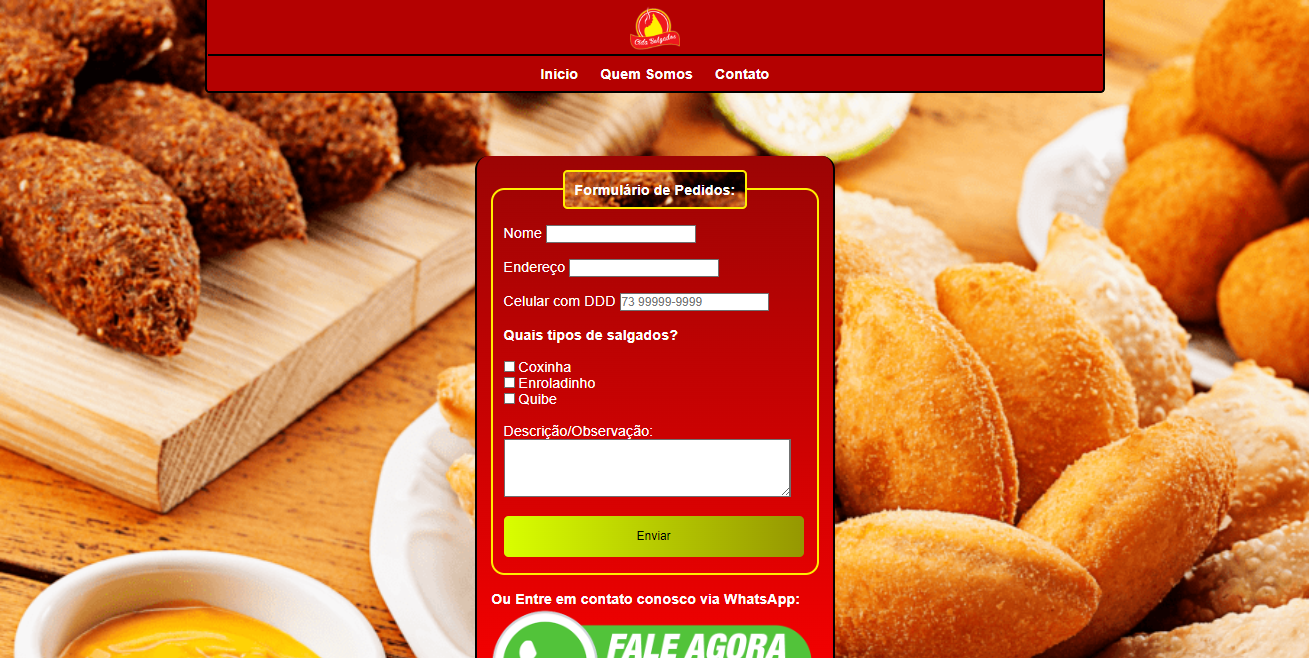 Cida Salgados
Início Quem Somos Contato
Formulário de Pedidos:
Nome
Endereço
Celular com DDD 73 99999-9999
Quais tipos de salgados?
Coxinha
Enroladinho
Quibe
Descrição/Observação:
Enviar
Ou Entre em contato conosco via WhatsApp:
FALE AGORA